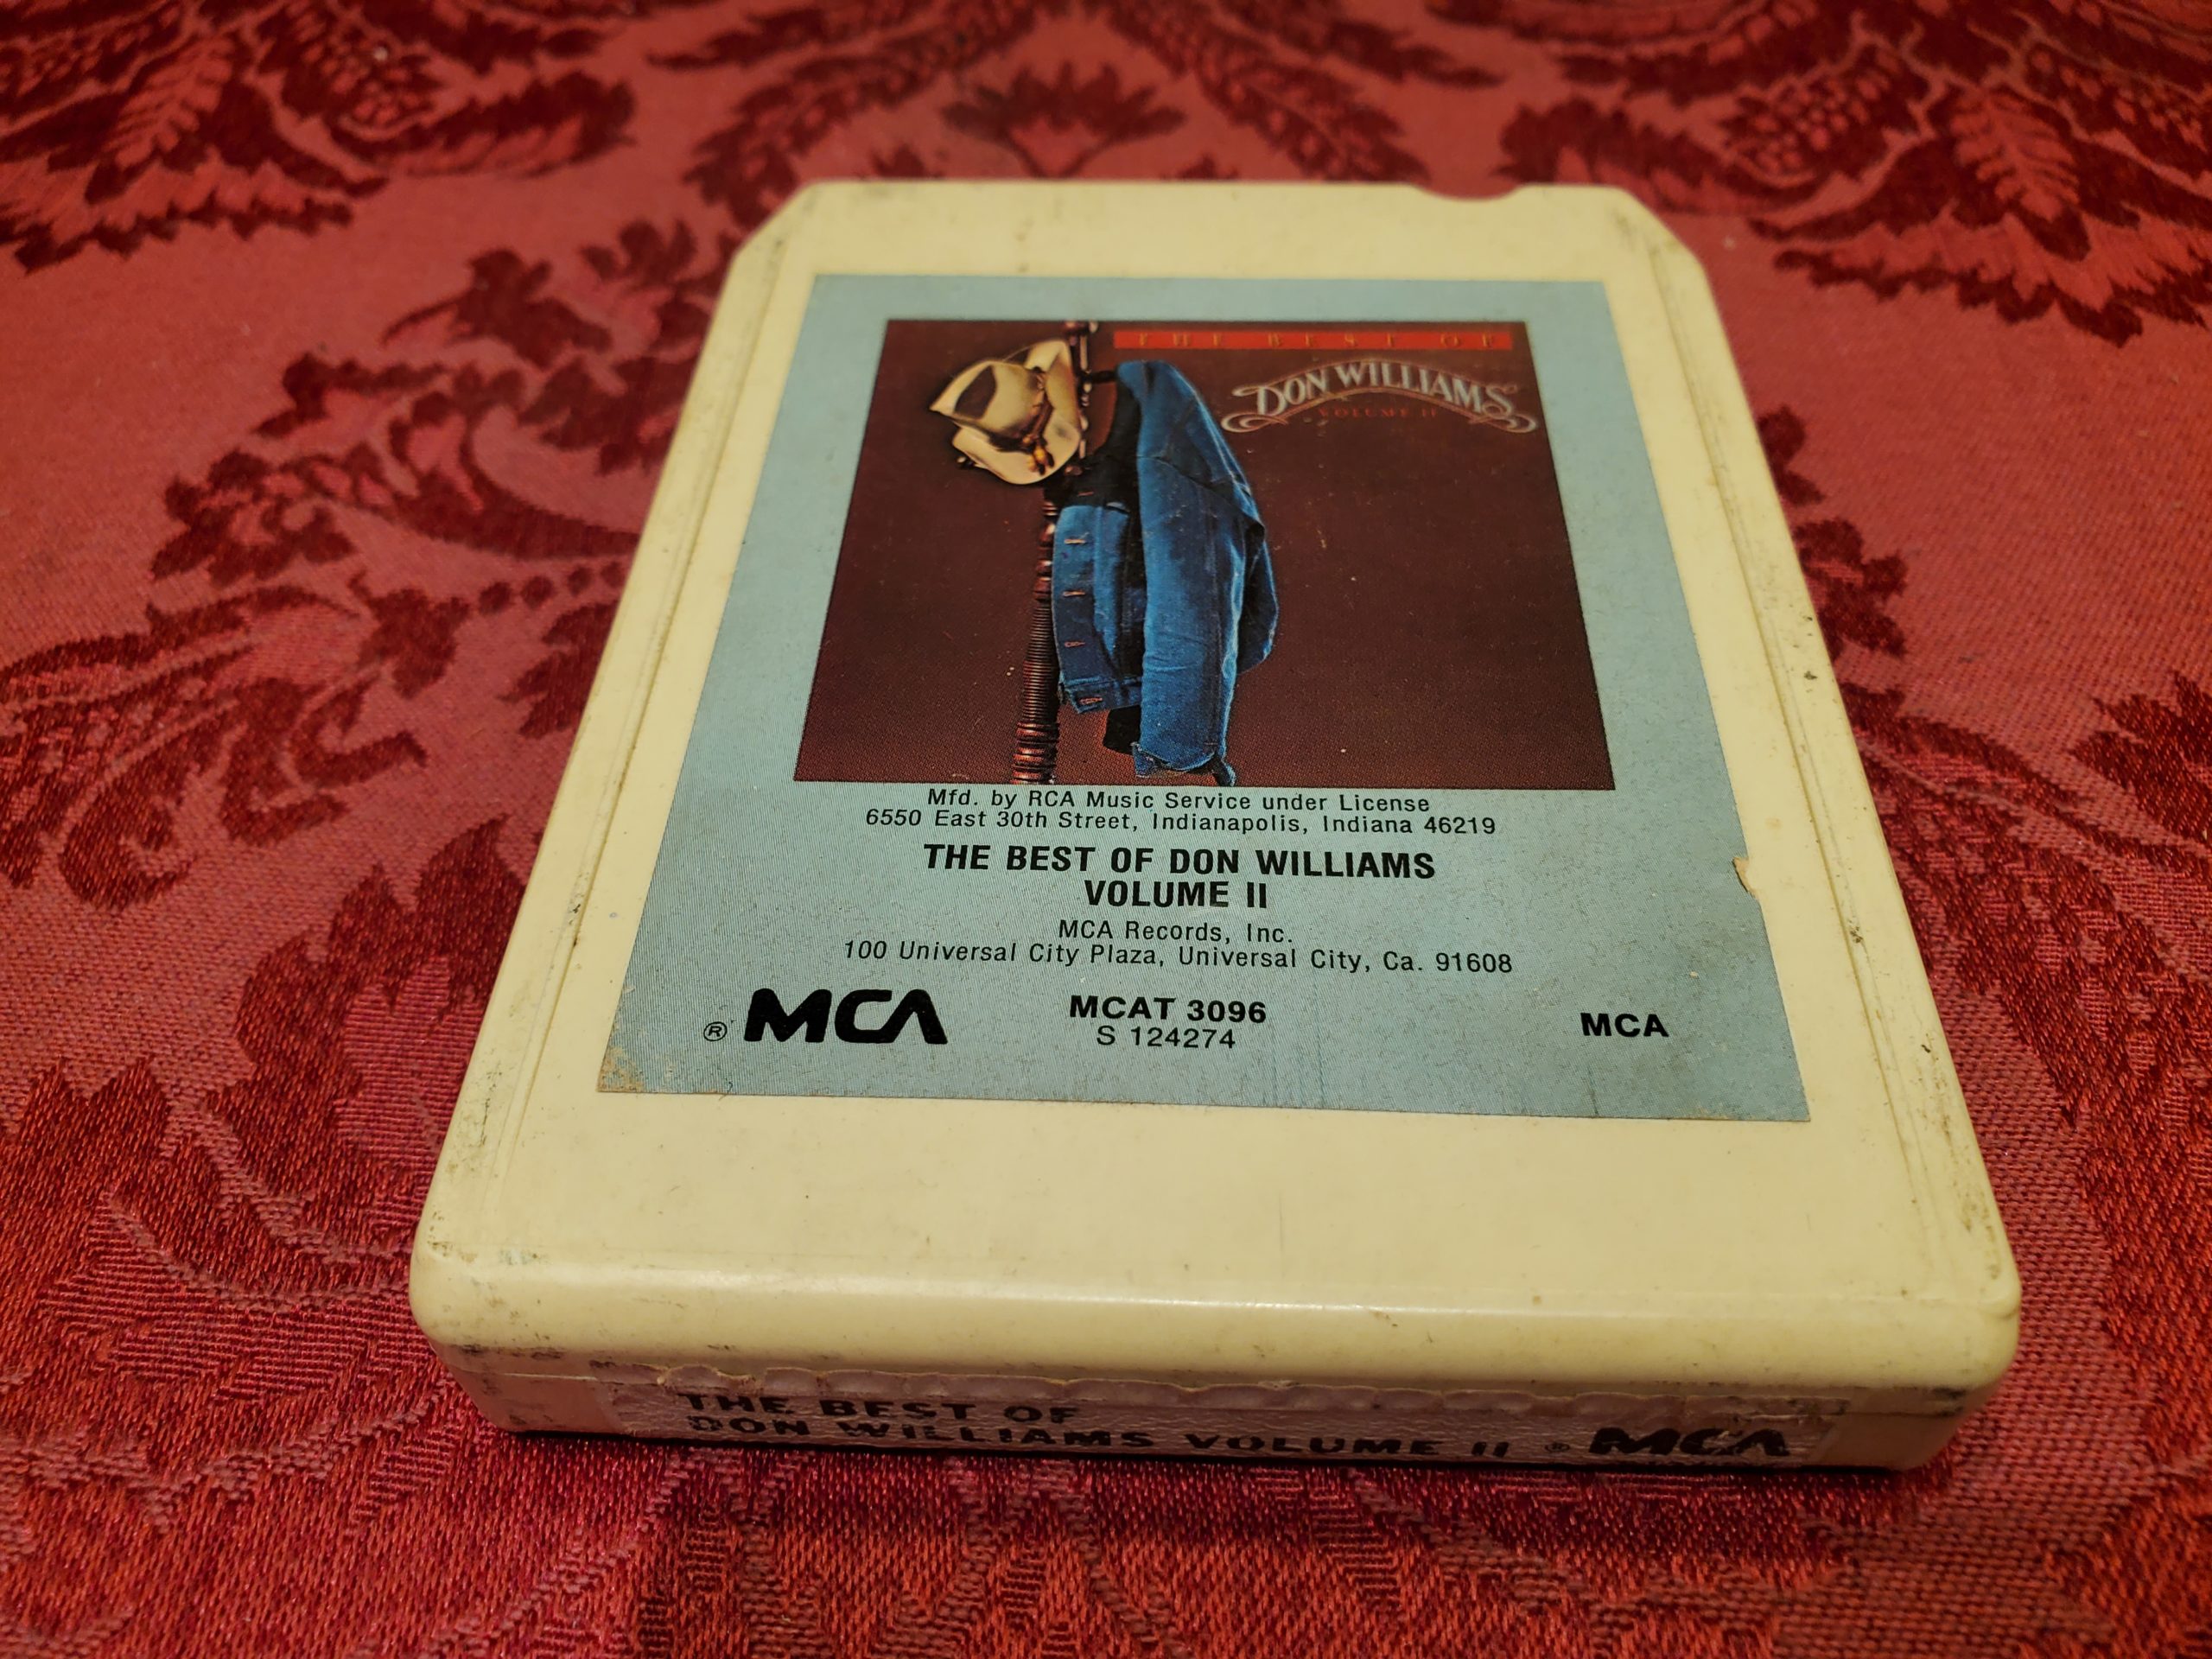 THE BEST OF
DON WILLIAMS
VOLUME II
Mfd. by RCA Music Service under License
6550 East 30th Street, Indianapolis, Indiana 46219
THE BEST OF DON WILLIAMS
VOLUME II
MCA Records, Inc.
100 Universal City Plaza, Universal City, Ca. 91608
® MCA MCAT 3096 MCA
S 124274
THE BEST OF
DON WILLIAMS VOLUME II ® MCA